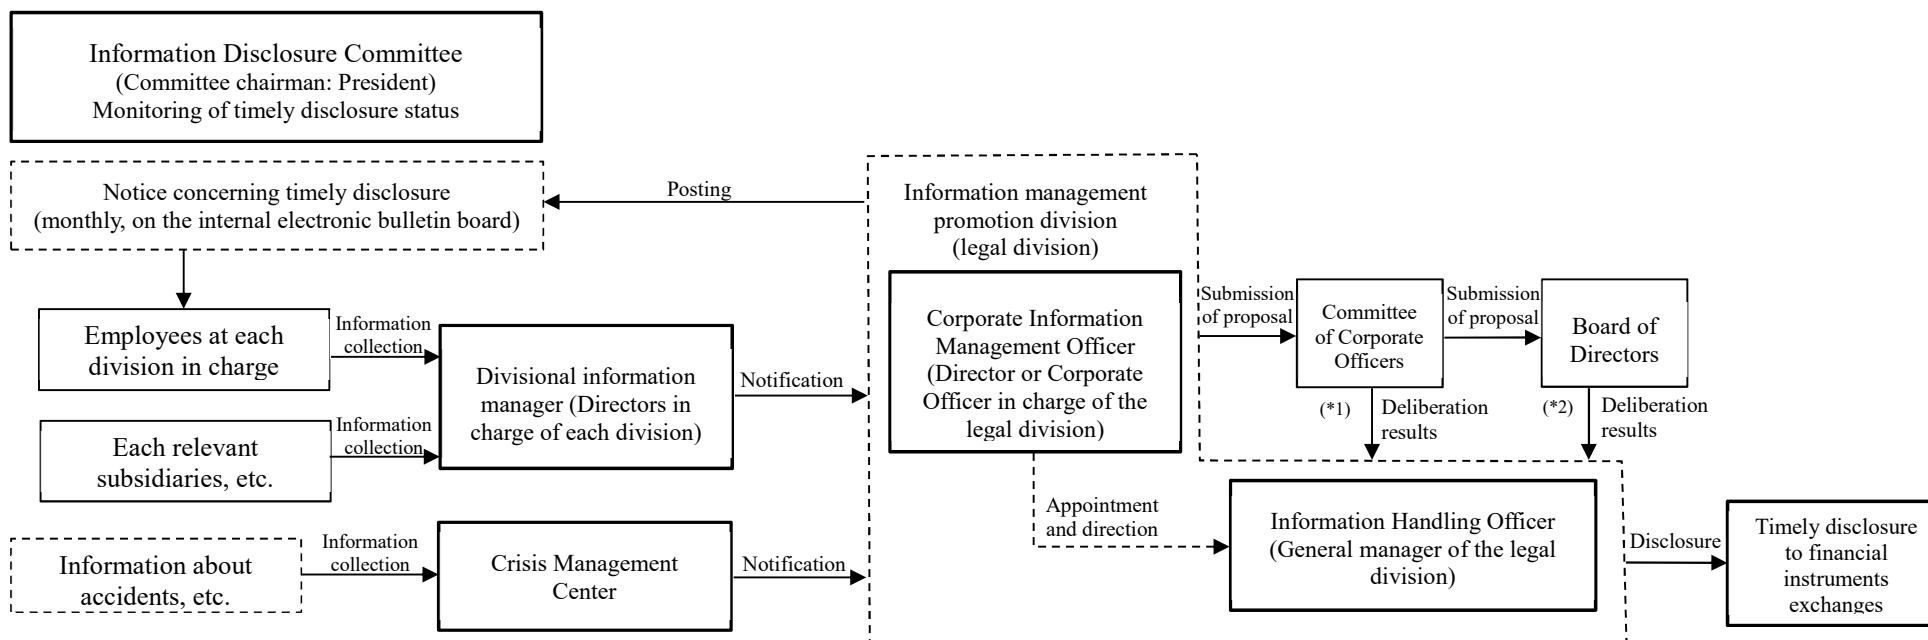 Information Disclosure Committee
(Committee chairman: President)
Monitoring of timely disclosure status
Notice concerning timely disclosure
(monthly, on the internal electronic bulletin board)
Posting
Information management
promotion division
(legal division)
Employees at each
division in charge
Information
collection
Each relevant
subsidiaries, etc.
Information
collection
Divisional information
manager (Directors in
charge of each division)
Notification
Corporate Information
Management Officer
(Director or Corporate
Officer in charge of the
legal division)
Submission
of proposal
Committee
of Corporate
Officers
Submission
of proposal
Board of
Directors
(*1)
Deliberation
results
(*2)
Deliberation
results
Information about
accidents, etc.
Information
collection
Crisis Management
Center
Notification
Appointment
and direction
Information Handling Officer
(General manager of the legal
division)
Disclosure
Timely disclosure
to financial
instruments
exchanges